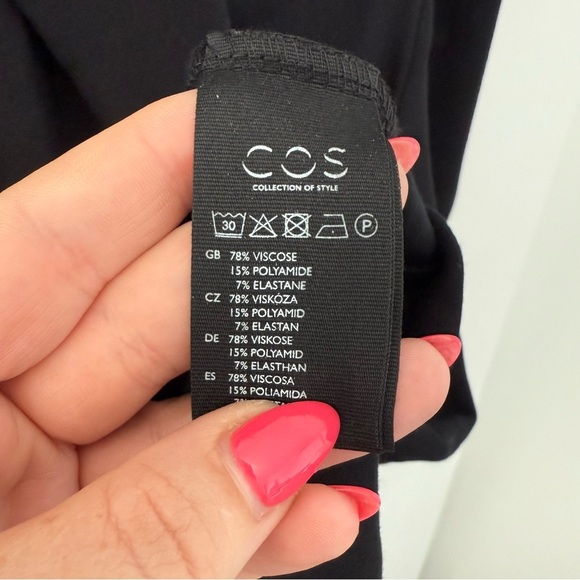 COS
COLLECTION OF STYLE
30 P
GB 78% VISCOSE
15% POLYAMIDE
7% ELASTANE
CZ 78% VISKÓZA
15% POLYAMID
7% ELASTAN
DE 78% VISKOSE
15% POLYAMID
7% ELASTHAN
ES 78% VISCOSA
15% POLIAMIDA